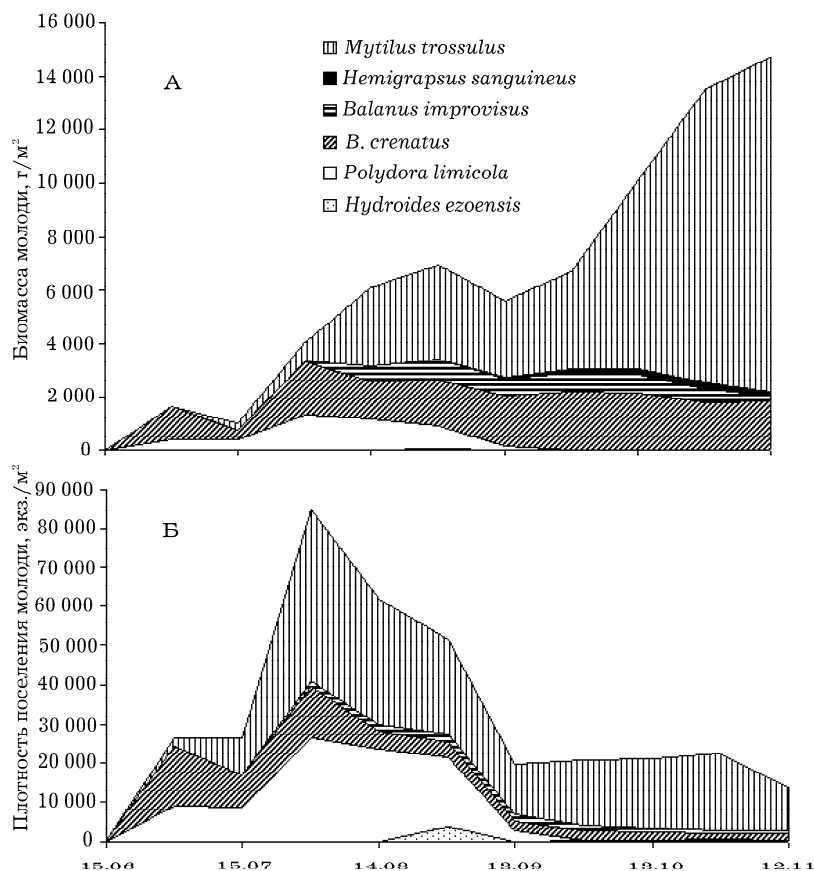 16 000
14 000
12 000
10 000
8 000
6 000
4 000
2 000
0
Биомасса молоди, г/м²
А
Mytilus trossulus
Hemigrapsus sanguineus
Balanus improvisus
B. crenatus
Polydora limicola
Hydroides ezoensis
90 000
80 000
70 000
60 000
50 000
40 000
30 000
20 000
10 000
0
Плотность поселения молоди, экз./м²
Б
15.06 15.07 14.08 13.09 13.10 12.11